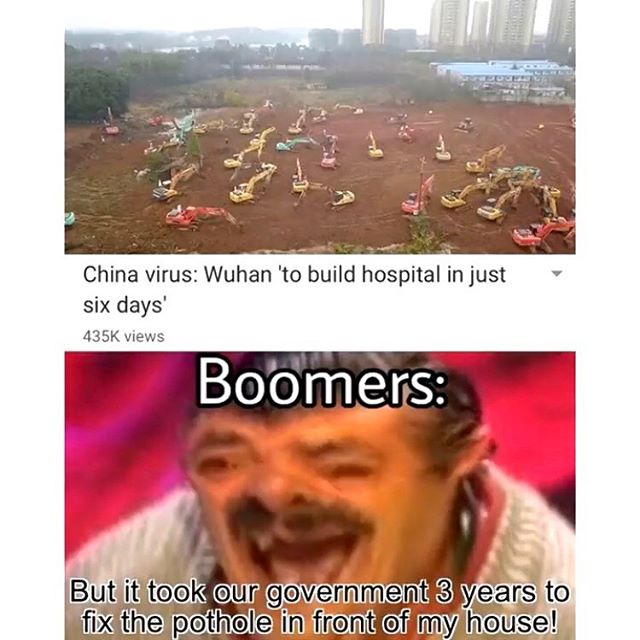 China virus: Wuhan 'to build hospital in just
six days'
435K views
Boomers:
But it took our government 3 years to
fix the pothole in front of my house!